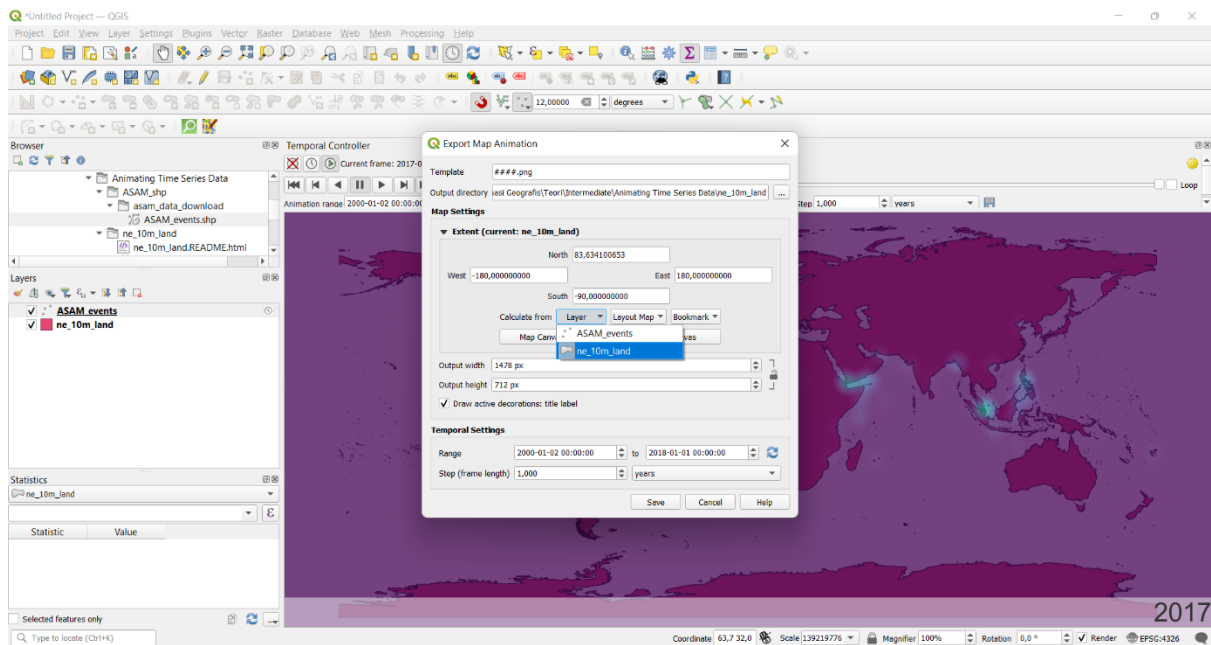 *Untitled Project — QGIS
Project Edit View Layer Settings Plugins Vector Raster Database Web Mesh Processing Help
12,00000 degrees
Browser
Temporal Controller
Current frame: 2017-0
Animation range 2000-01-02 00:00:00
Step 1,000 years
Loop
Animating Time Series Data
ASAM_shp
asam_data_download
ASAM_events.shp
ne_10m_land
ne_10m_land.README.html
Layers
ASAM_events
ne_10m_land
Statistics
ne_10m_land
Statistic Value
Selected features only
Export Map Animation
Template ####.png
Output directory asi Geografis\Teori\Intermediate\Animating Time Series Data\ne_10m_land ...
Map Settings
Extent (current: ne_10m_land)
North 83,634100653
West -180,000000000 East 180,000000000
South -90,000000000
Calculate from Layer Layout Map Bookmark
ASAM_events
ne_10m_land
Map Canv vas
Output width 1478 px
Output height 712 px
Draw active decorations: title label
Temporal Settings
Range 2000-01-02 00:00:00 to 2018-01-01 00:00:00
Step (frame length) 1,000 years
Save Cancel Help
2017
Type to locate (Ctrl+K)
Coordinate 63,7 32,0 Scale 139219776 Magnifier 100% Rotation 0,0 ° Render EPSG:4326